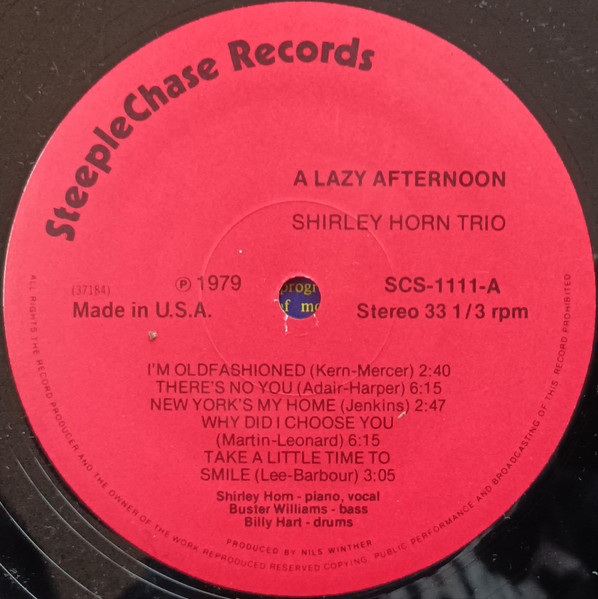 SteepleChase Records
A LAZY AFTERNOON
SHIRLEY HORN TRIO
(37184)
℗ 1979
SCS-1111-A
Made in U.S.A.
Stereo 33 1/3 rpm
progr
of mo
I'M OLDFASHIONED (Kern-Mercer) 2:40
THERE'S NO YOU (Adair-Harper) 6:15
NEW YORK'S MY HOME (Jenkins) 2:47
WHY DID I CHOOSE YOU
(Martin-Leonard) 6:15
TAKE A LITTLE TIME TO
SMILE (Lee-Barbour) 3:05
Shirley Horn - piano, vocal
Buster Williams - bass
Billy Hart - drums
PRODUCED BY NILS WINTHER
ALL RIGHTS THE RECORD PRODUCER AND THE OWNER OF THE WORK REPRODUCED RESERVED COPYING, PUBLIC PERFORMANCE AND BROADCASTING OF THIS RECORD PROHIBITED